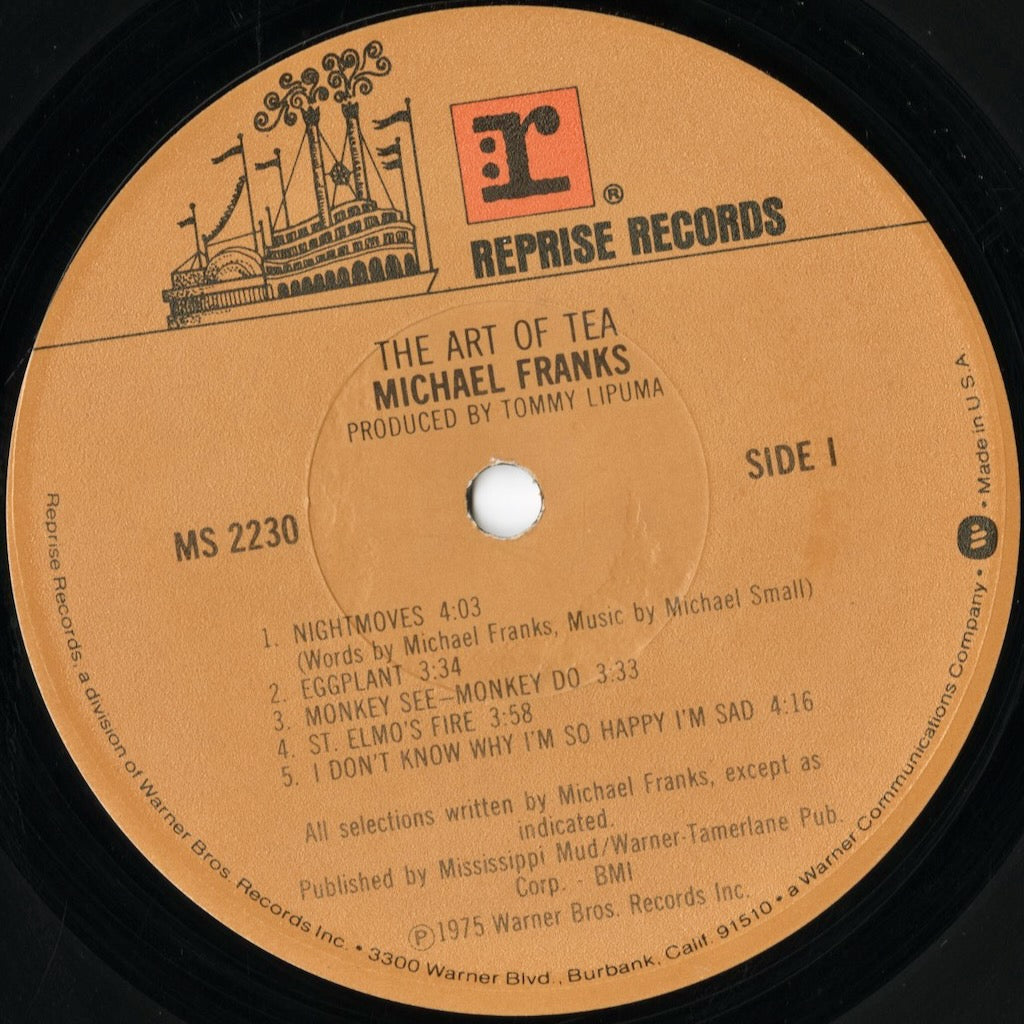 r
®
REPRISE RECORDS
THE ART OF TEA
MICHAEL FRANKS
PRODUCED BY TOMMY LIPUMA
SIDE 1
MS 2230
1. NIGHTMOVES 4:03
(Words by Michael Franks, Music by Michael Small)
2. EGGPLANT 3:34
3. MONKEY SEE—MONKEY DO 3:33
4. ST. ELMO'S FIRE 3:58
5. I DON'T KNOW WHY I'M SO HAPPY I'M SAD 4:16
All selections written by Michael Franks, except as
indicated.
Published by Mississippi Mud/Warner-Tamerlane Pub.
Corp. - BMI
℗1975 Warner Bros. Records Inc.
Reprise Records, a division of Warner Bros. Records Inc. • 3300 Warner Blvd., Burbank, Calif. 91510 • a Warner Communications Company • W • Made in U.S.A